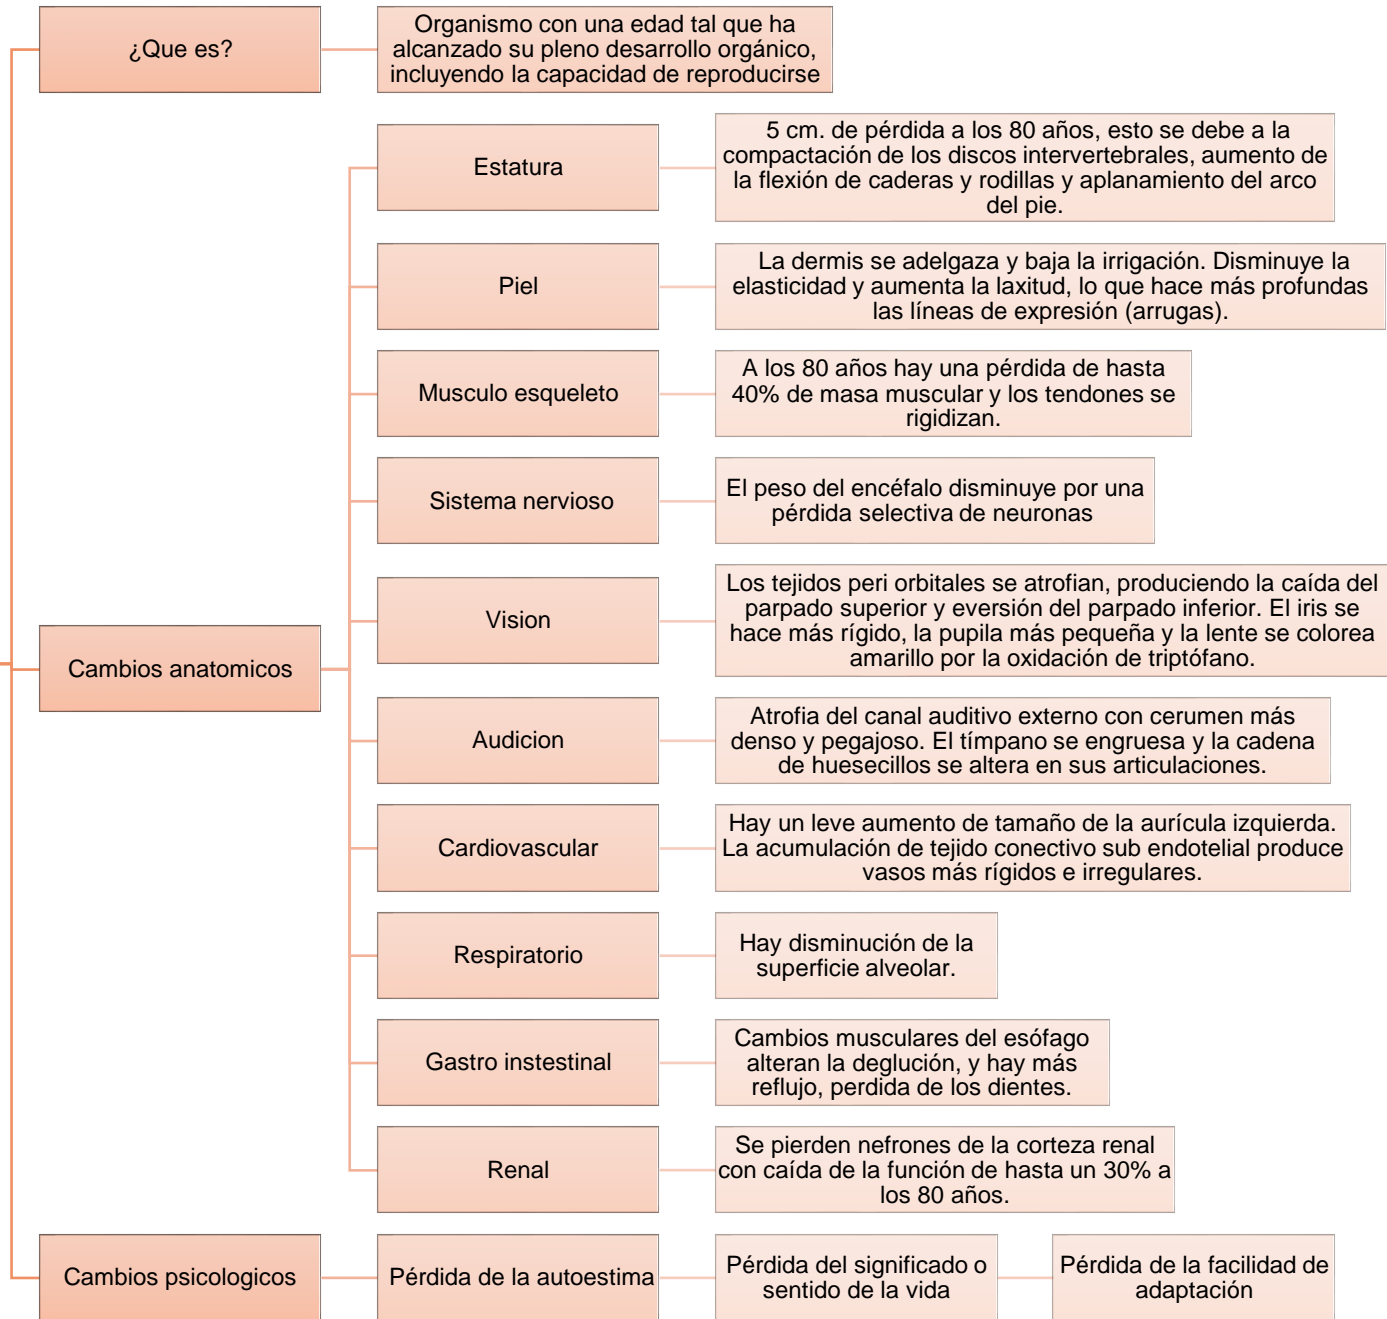 ¿Que es?
Organismo con una edad tal que ha
alcanzado su pleno desarrollo orgánico,
incluyendo la capacidad de reproducirse
Cambios anatomicos
Estatura
5 cm. de pérdida a los 80 años, esto se debe a la
compactación de los discos intervertebrales, aumento de
la flexión de caderas y rodillas y aplanamiento del arco
del pie.
Piel
La dermis se adelgaza y baja la irrigación. Disminuye la
elasticidad y aumenta la laxitud, lo que hace más profundas
las líneas de expresión (arrugas).
Musculo esqueleto
A los 80 años hay una pérdida de hasta
40% de masa muscular y los tendones se
rigidizan.
Sistema nervioso
El peso del encéfalo disminuye por una
pérdida selectiva de neuronas
Vision
Los tejidos peri orbitales se atrofian, produciendo la caída del
parpado superior y eversión del parpado inferior. El iris se
hace más rígido, la pupila más pequeña y la lente se colorea
amarillo por la oxidación de triptófano.
Audicion
Atrofia del canal auditivo externo con cerumen más
denso y pegajoso. El tímpano se engruesa y la cadena
de huesecillos se altera en sus articulaciones.
Cardiovascular
Hay un leve aumento de tamaño de la aurícula izquierda.
La acumulación de tejido conectivo sub endotelial produce
vasos más rígidos e irregulares.
Respiratorio
Hay disminución de la
superficie alveolar.
Gastro instestinal
Cambios musculares del esófago
alteran la deglución, y hay más
reflujo, perdida de los dientes.
Renal
Se pierden nefrones de la corteza renal
con caída de la función de hasta un 30% a
los 80 años.
Cambios psicologicos
Pérdida de la autoestima
Pérdida del significado o
sentido de la vida
Pérdida de la facilidad de
adaptación